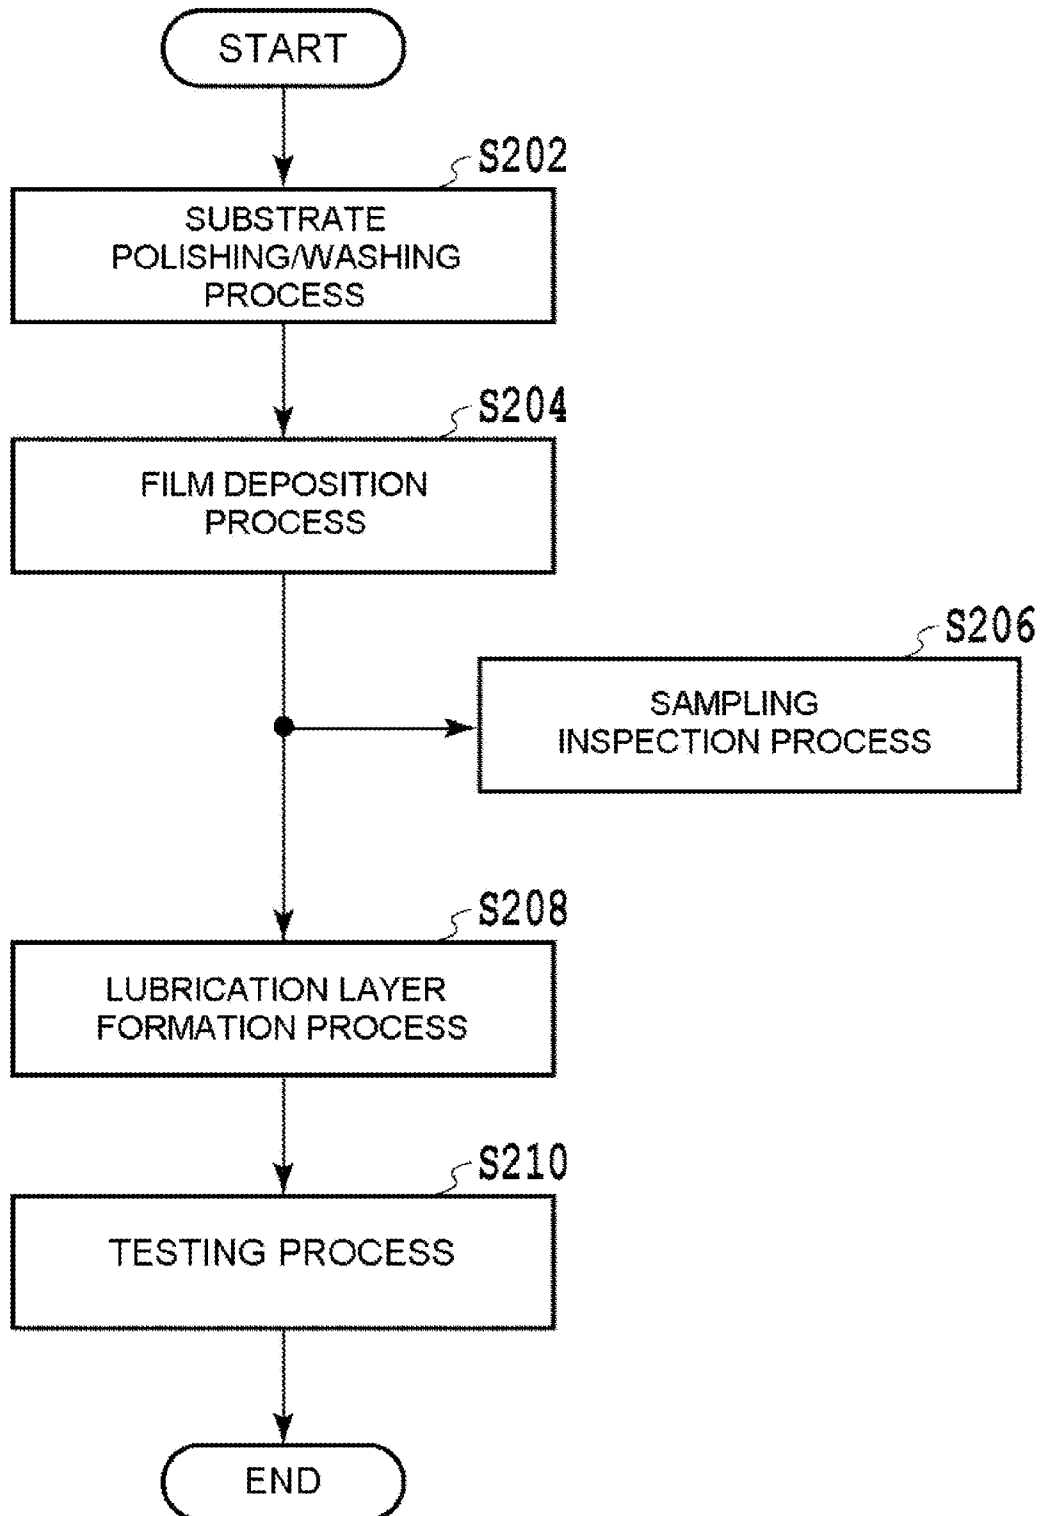 START
S202
SUBSTRATE
POLISHING/WASHING
PROCESS
S204
FILM DEPOSITION
PROCESS
S206
SAMPLING
INSPECTION PROCESS
S208
LUBRICATION LAYER
FORMATION PROCESS
S210
TESTING PROCESS
END